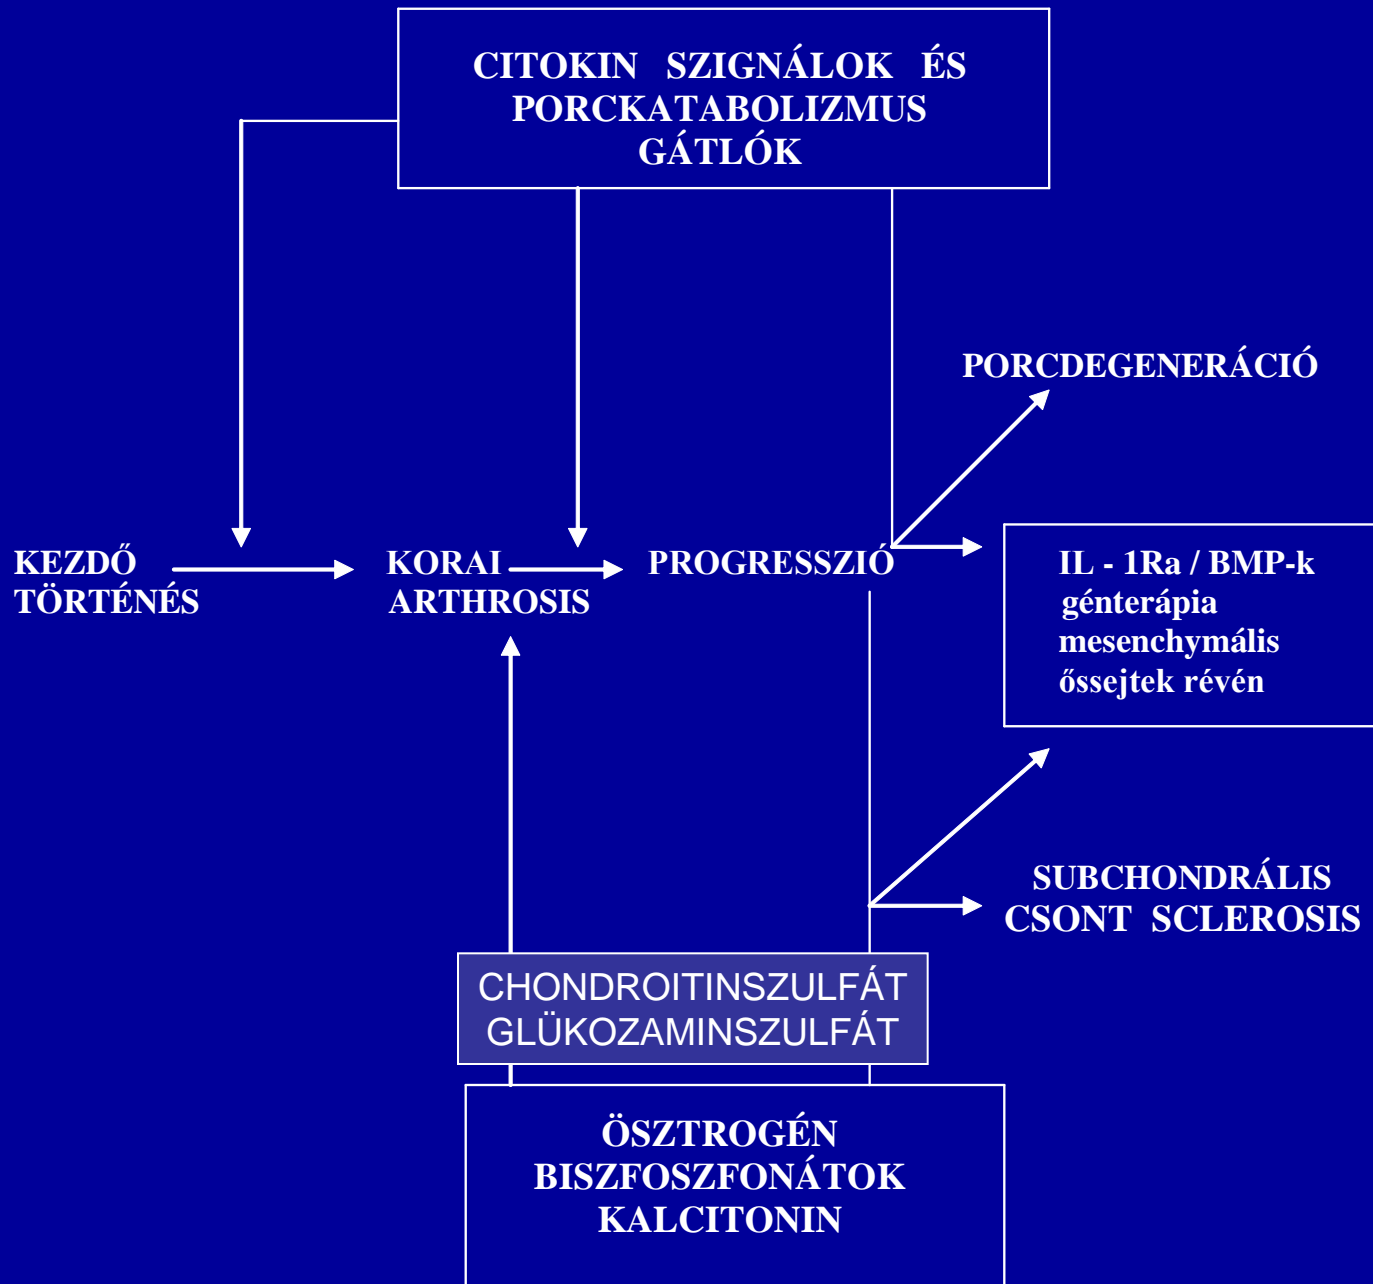 CITOKIN SZIGNÁLOK ÉS
PORCKATABOLIZMUS
GÁTLÓK
PORCDEGENERÁCIÓ
KEZDŐ
TÖRTÉNÉS
KORAI
ARTHROSIS
PROGRESSZIÓ
IL - 1Ra / BMP-k
génterápia
mesenchymális
őssejtek révén
SUBCHONDRÁLIS
CSONT SCLEROSIS
CHONDROITINSZULFÁT
GLÜKOZAMINSZULFÁT
ÖSZTROGÉN
BISZFOSZFONÁTOK
KALCITONIN